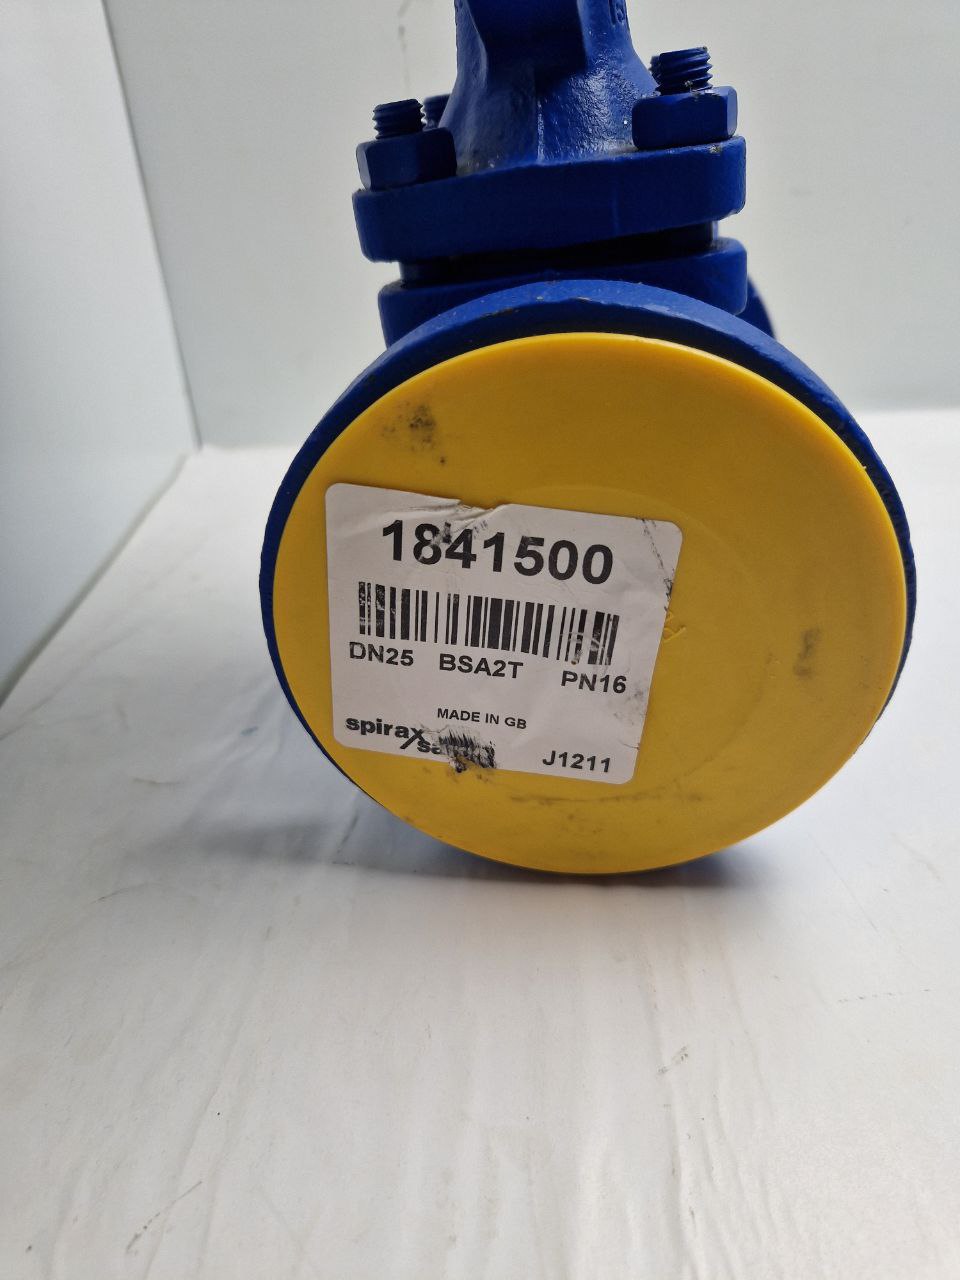 1841500
DN25 BSA2T PN16
MADE IN GB
spirax
J1211